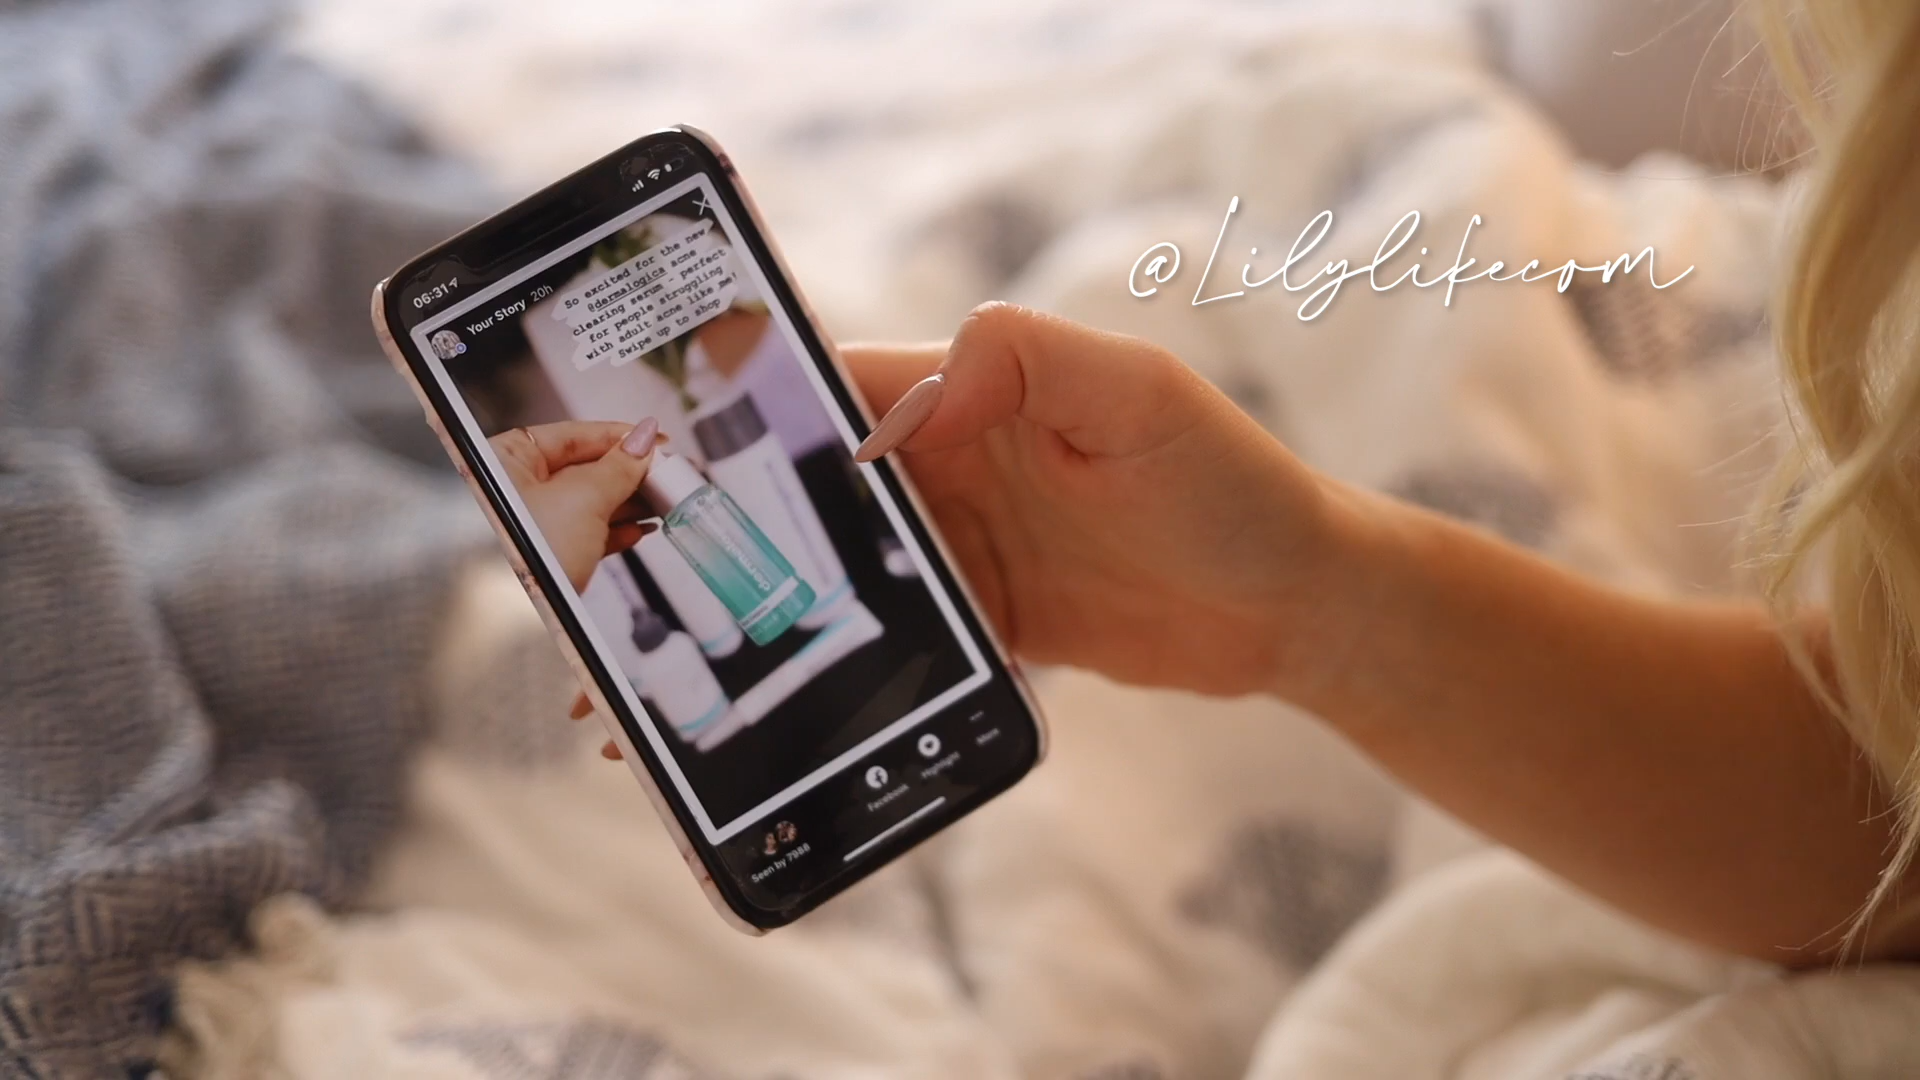 @Lilylikecom
06:31
Your Story 20h
So excited for the new
@dermalogica acne
clearing serum - perfect
for people struggling
with adult acne like me!
Swipe up to shop
dermalogica
Facebook
Highlight
More
Seen by 7988